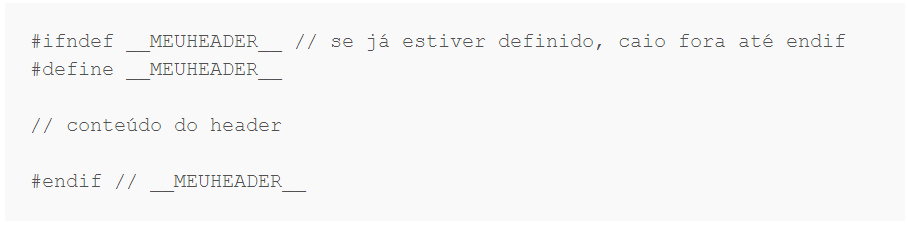 #ifndef __MEUHEADER__ // se já estiver definido, caio fora até endif
#define __MEUHEADER__
// conteúdo do header
#endif // __MEUHEADER__